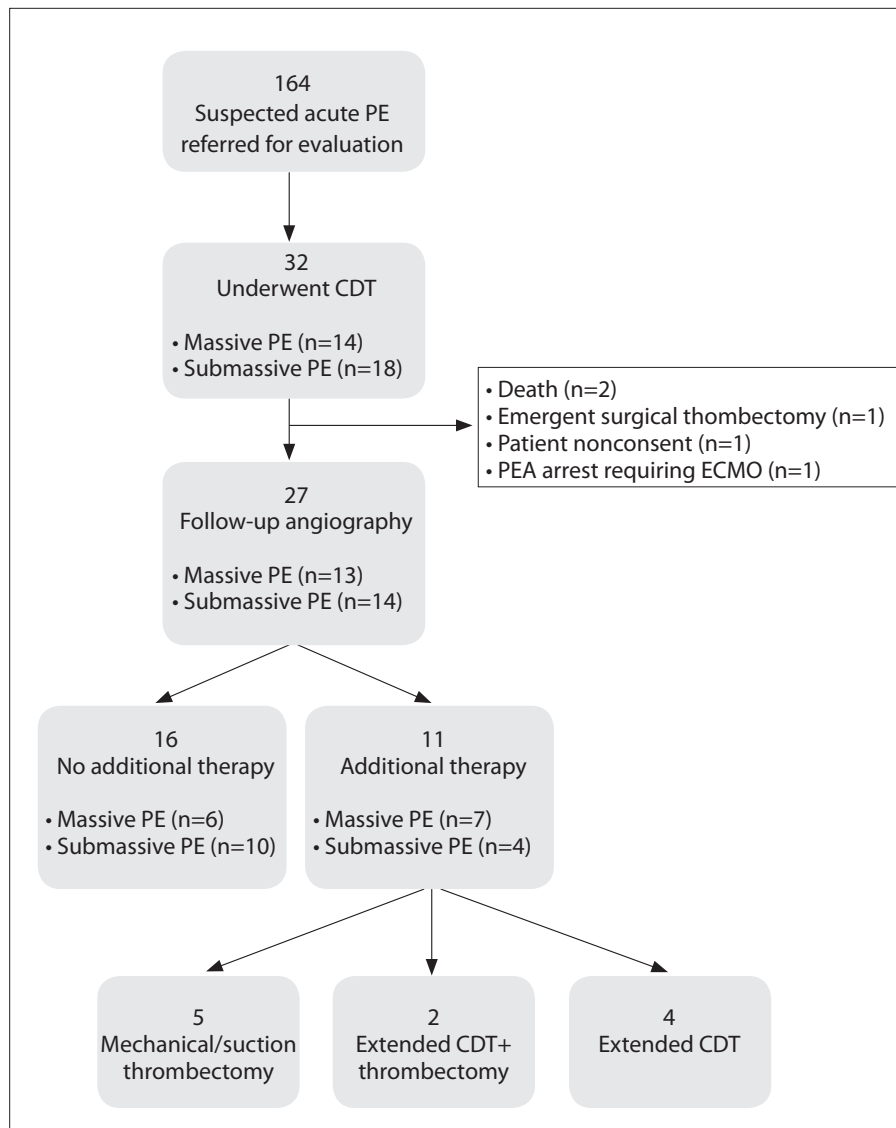 164
Suspected acute PE
referred for evaluation
32
Underwent CDT
• Massive PE (n=14)
• Submassive PE (n=18)
• Death (n=2)
• Emergent surgical thombectomy (n=1)
• Patient nonconsent (n=1)
• PEA arrest requiring ECMO (n=1)
27
Follow-up angiography
• Massive PE (n=13)
• Submassive PE (n=14)
16
No additional therapy
• Massive PE (n=6)
• Submassive PE (n=10)
11
Additional therapy
• Massive PE (n=7)
• Submassive PE (n=4)
5
Mechanical/suction
thrombectomy
2
Extended CDT+
thrombectomy
4
Extended CDT